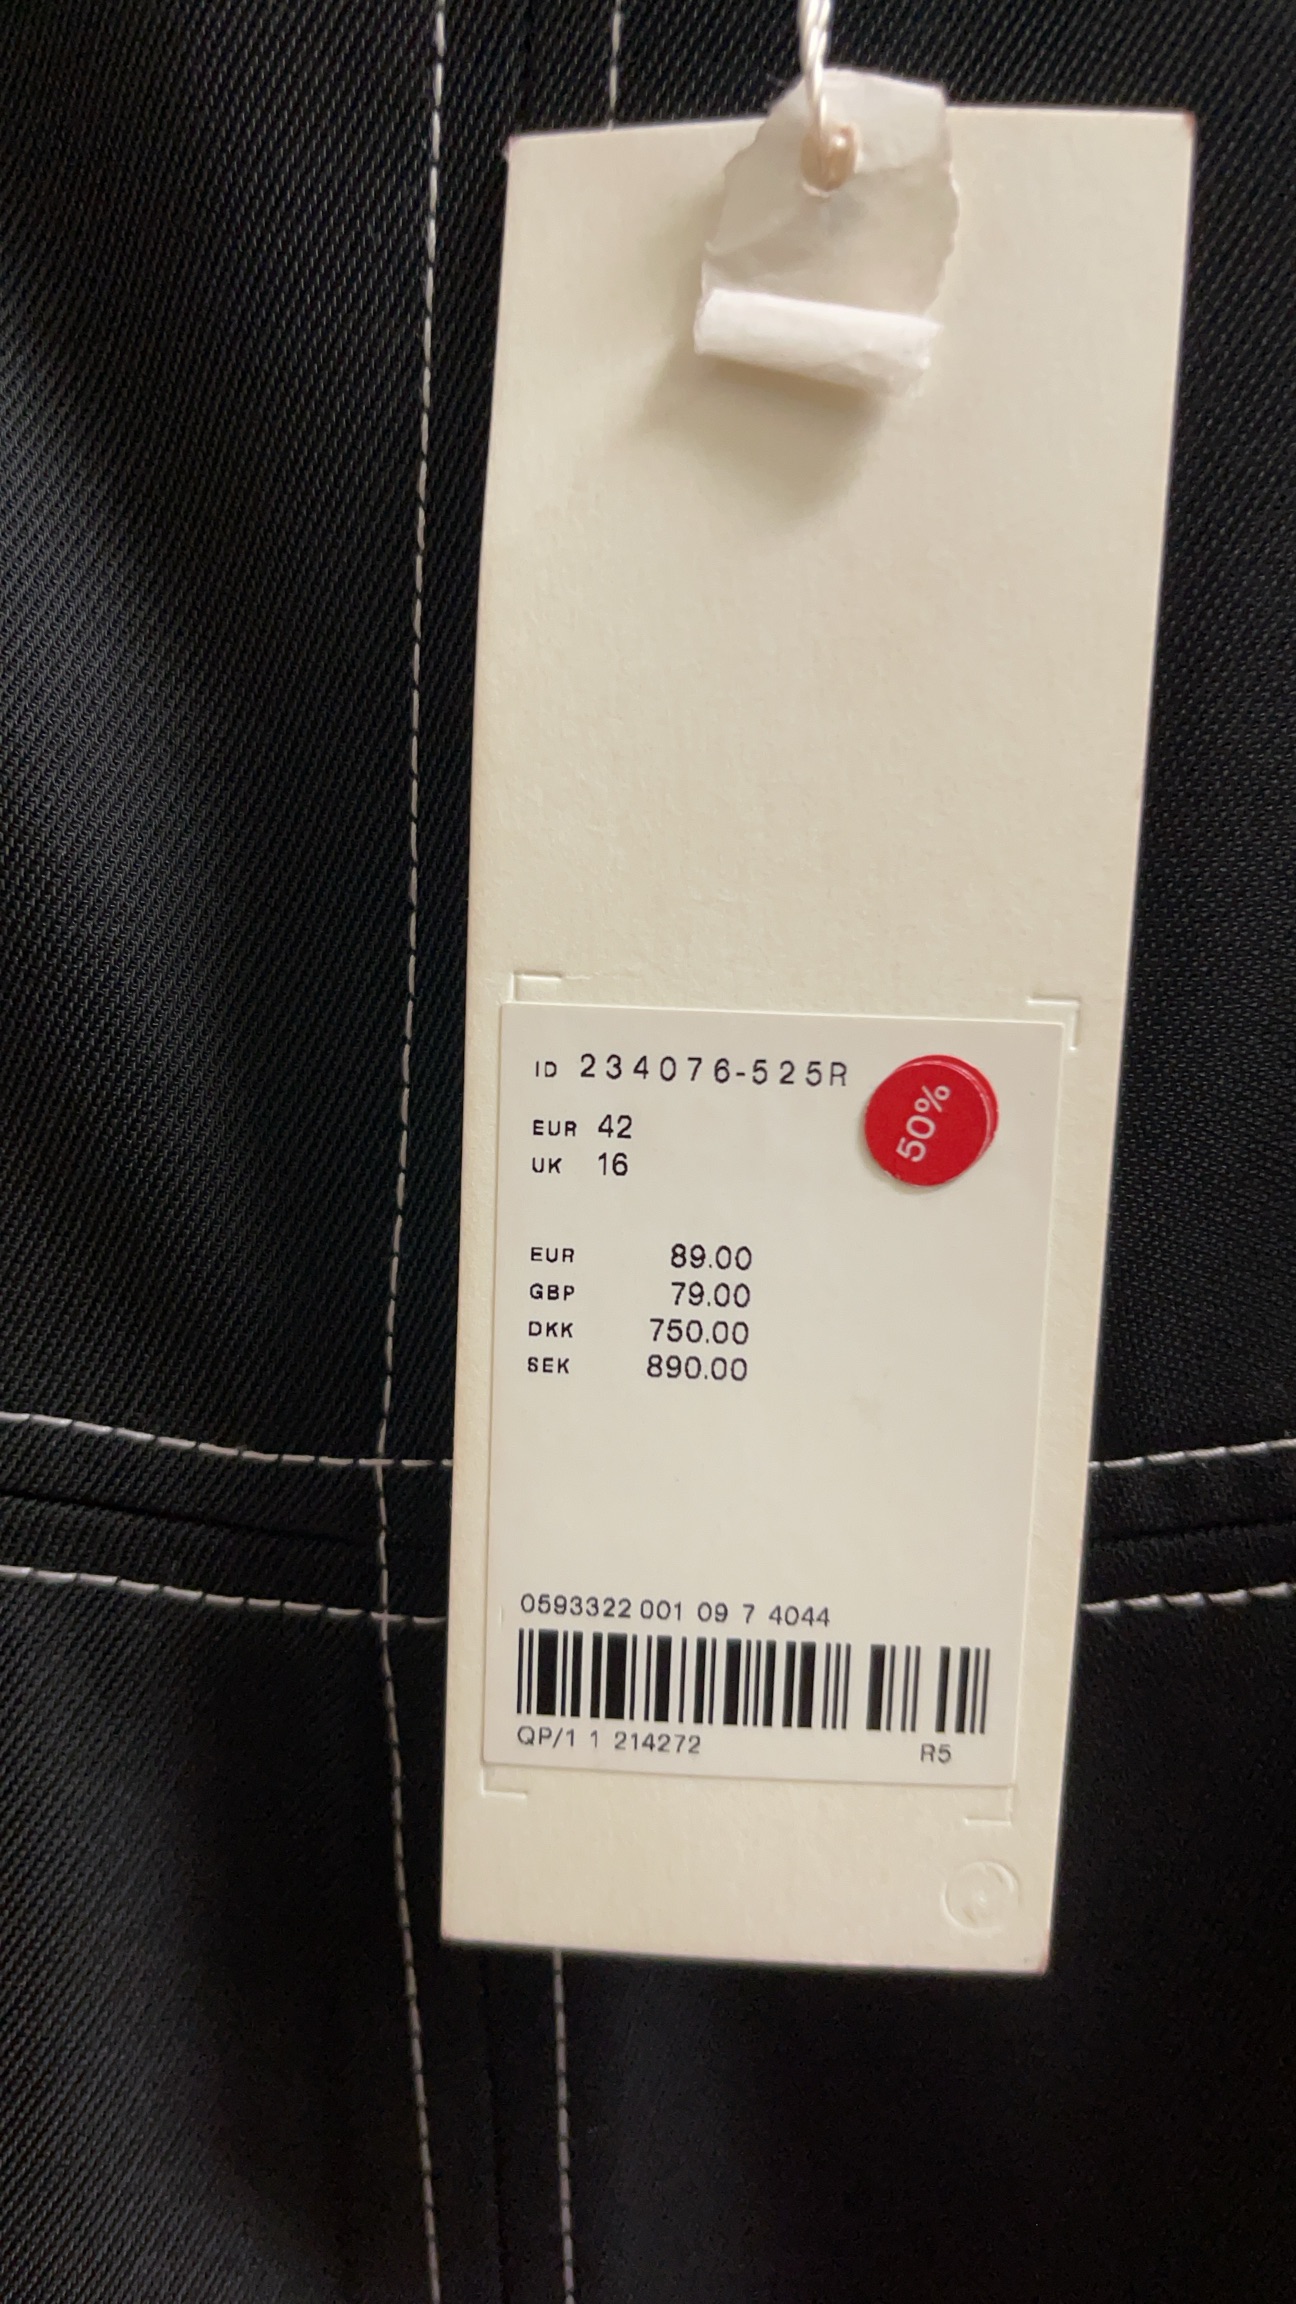 ID 234076-525R
50%
EUR 42
UK 16
EUR 89.00
GBP 79.00
DKK 750.00
SEK 890.00
0593322 001 09 7 4044
QP/1 1 214272 R5